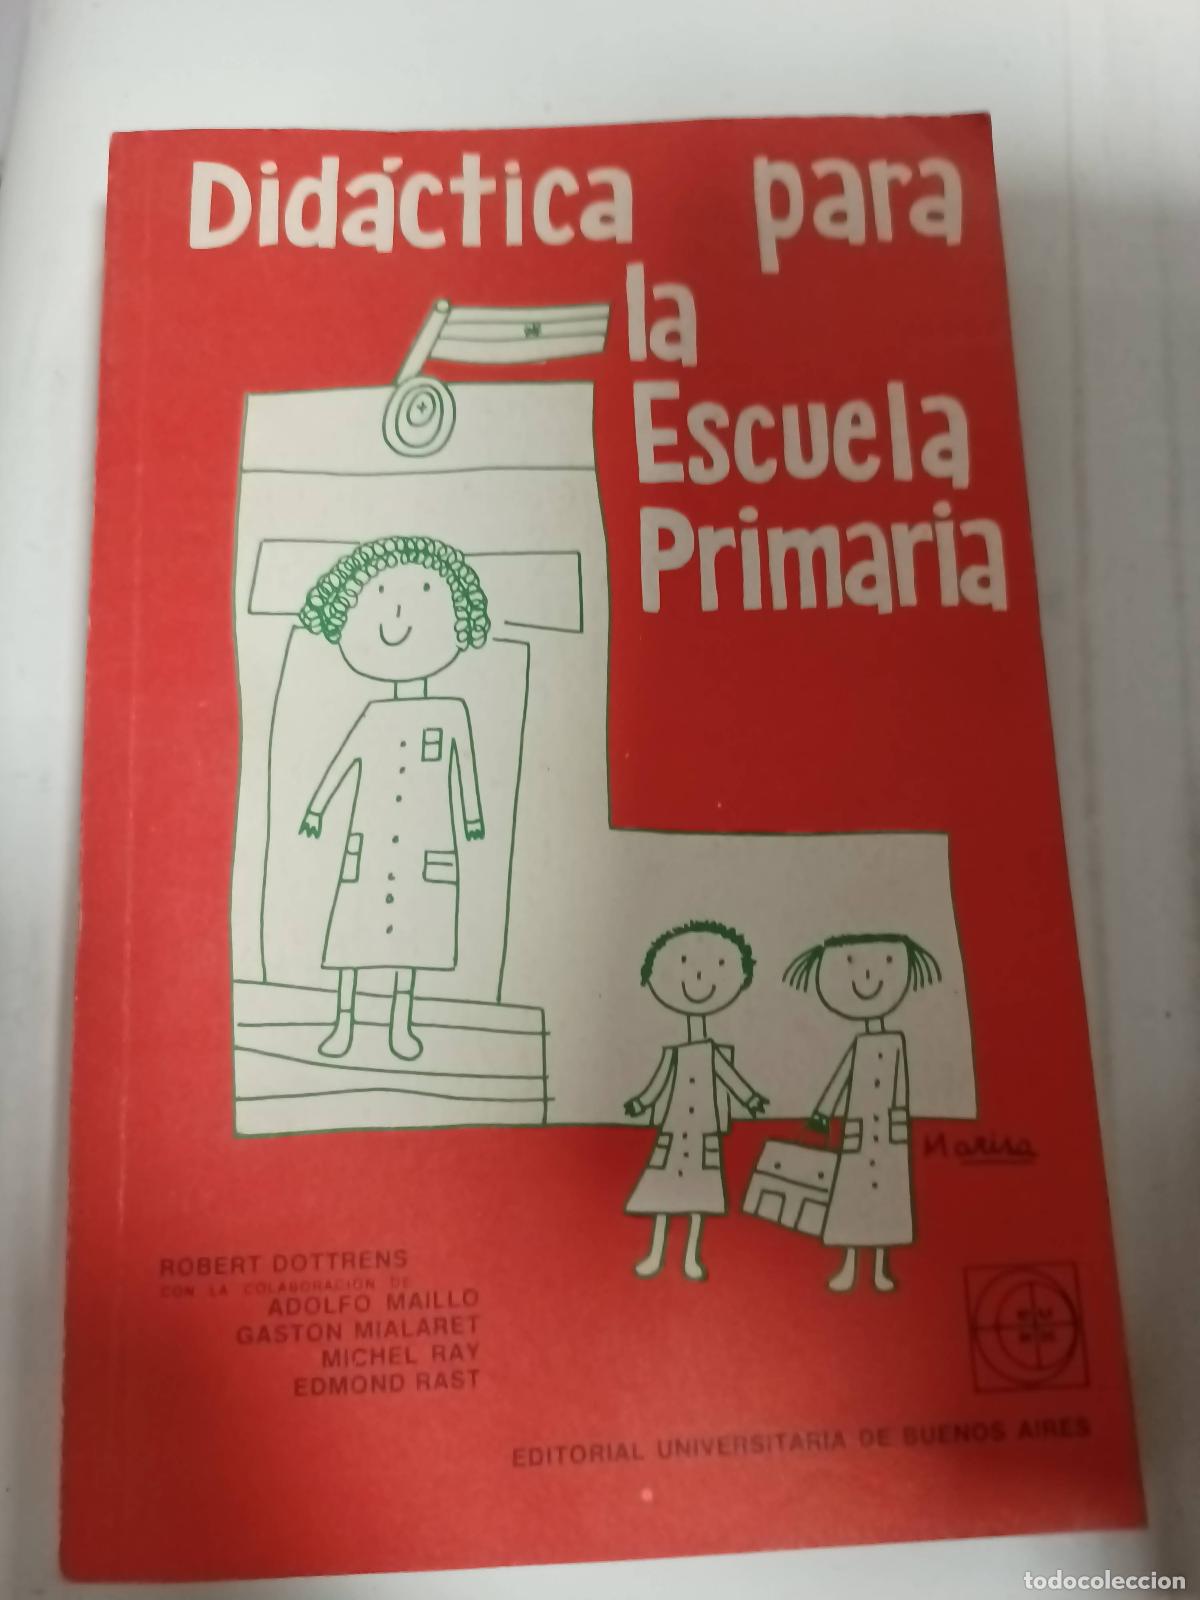 Didáctica para
la
Escuela
Primaria
Marisa
ROBERT DOTTRENS
CON LA COLABORACIÓN DE
ADOLFO MAILLO
GASTON MIALARET
MICHEL RAY
EDMOND RAST
EDITORIAL UNIVERSITARIA DE BUENOS AIRES
todocoleccion